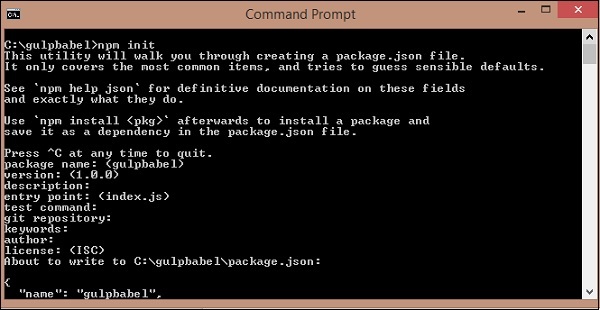 Command Prompt
C:\gulpbabel>npm init
This utility will walk you through creating a package.json file.
It only covers the most common items, and tries to guess sensible defaults.
See `npm help json` for definitive documentation on these fields
and exactly what they do.
Use `npm install <pkg>` afterwards to install a package and
save it as a dependency in the package.json file.
Press ^C at any time to quit.
package name: (gulpbabel)
version: (1.0.0)
description:
entry point: (index.js)
test command:
git repository:
keywords:
author:
license: (ISC)
About to write to C:\gulpbabel\package.json:
{
"name": "gulpbabel",